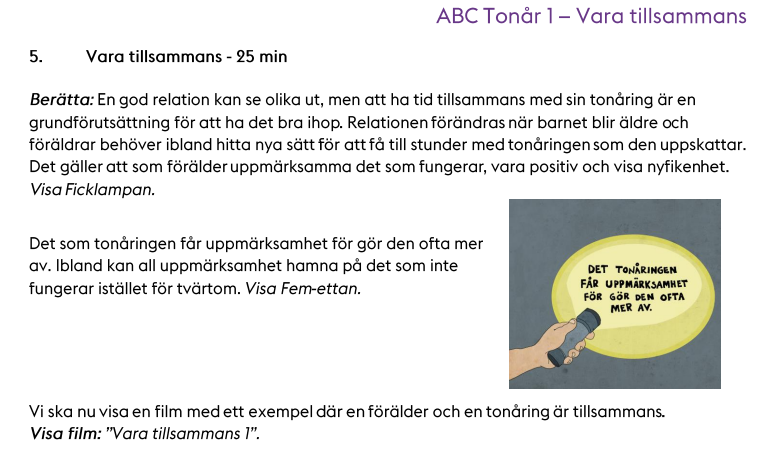 ABC Tonår 1 – Vara tillsammans
5. Vara tillsammans - 25 min
Berätta: En god relation kan se olika ut, men att ha tid tillsammans med sin tonåring är en
grundförutsättning för att ha det bra ihop. Relationen förändras när barnet blir äldre och
föräldrar behöver ibland hitta nya sätt för att få till stunder med tonåringen som den uppskattar.
Det gäller att som förälder uppmärksamma det som fungerar, vara positiv och visa nyfikenhet.
Visa Ficklampan.
Det som tonåringen får uppmärksamhet för gör den ofta mer
av. Ibland kan all uppmärksamhet hamna på det som inte
fungerar istället för tvärtom. Visa Fem-ettan.
DET TONÅRINGEN
FÅR UPPMÄRKSAMHET
FÖR GÖR DEN OFTA
MER AV.
Vi ska nu visa en film med ett exempel där en förälder och en tonåring är tillsammans.
Visa film: ”Vara tillsammans 1”.